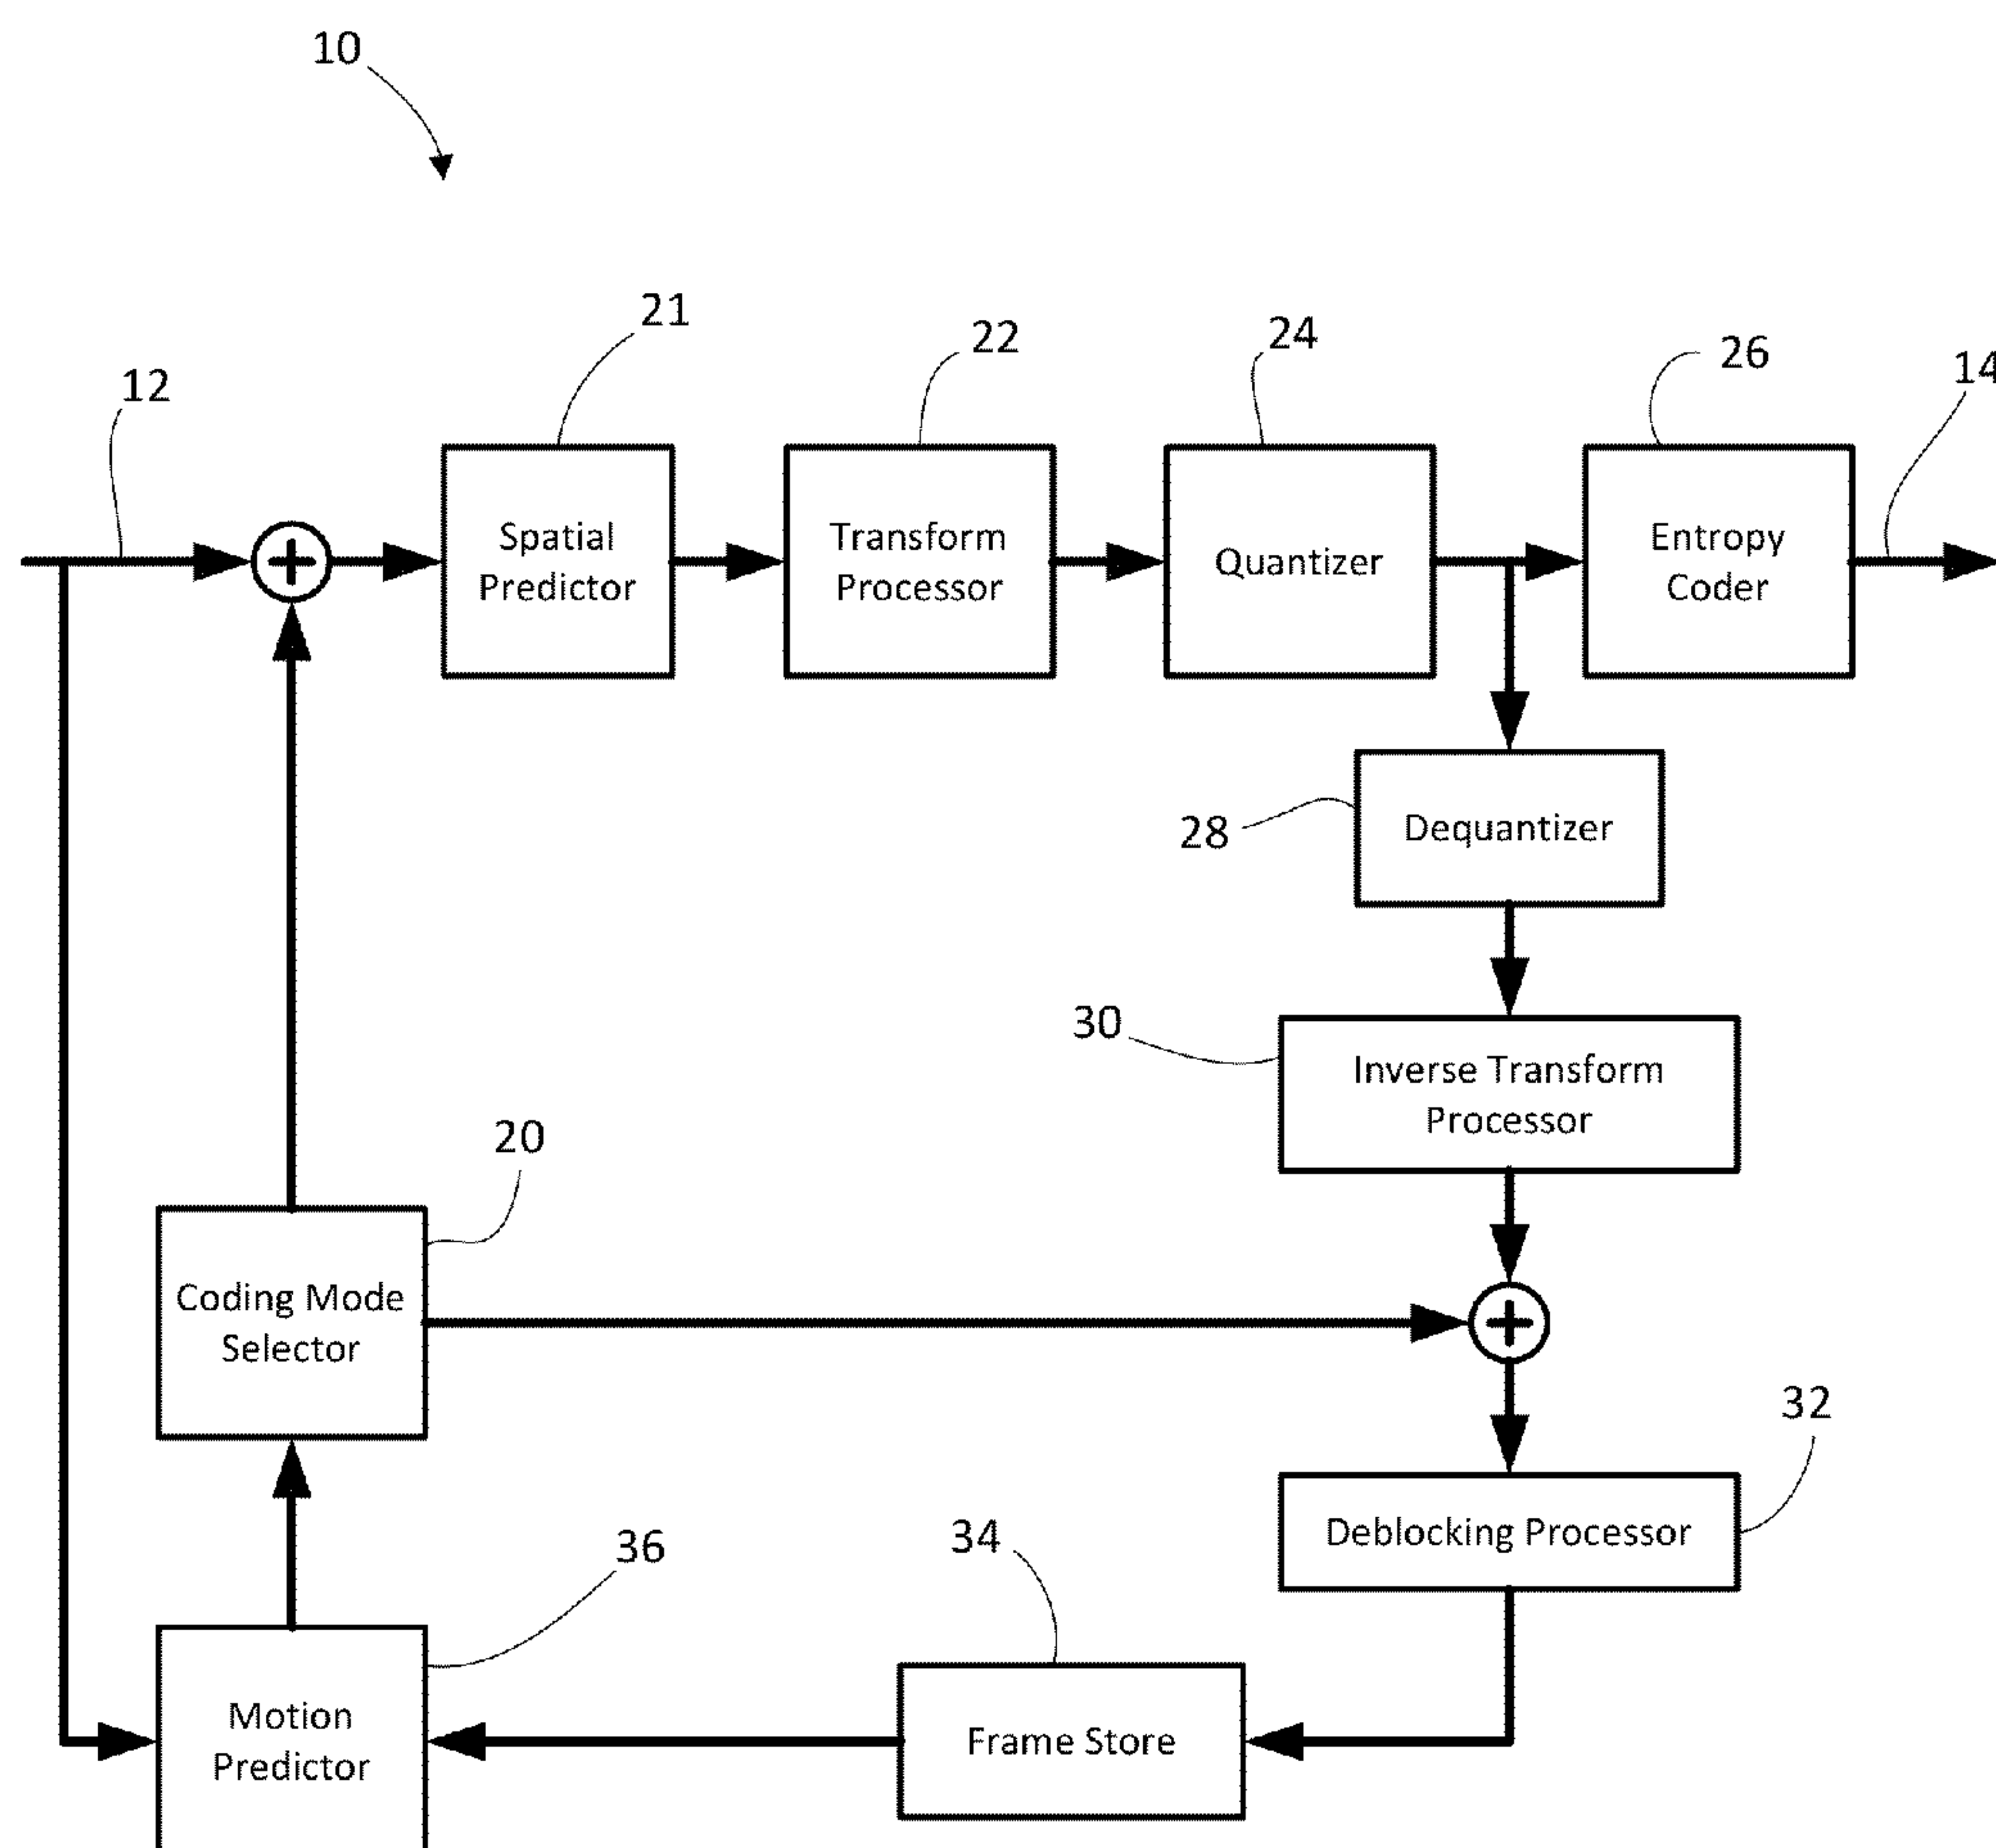 10
21
22
24
26
14
12
Spatial
Predictor
Transform
Processor
Quantizer
Entropy
Coder
28
Dequantizer
30
Inverse Transform
Processor
20
Coding Mode
Selector
32
Deblocking Processor
36
34
Motion
Predictor
Frame Store